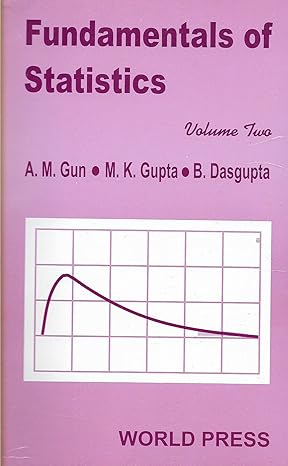 Fundamentals of
Statistics
Volume Two
A. M. Gun • M. K. Gupta • B. Dasgupta
WORLD PRESS